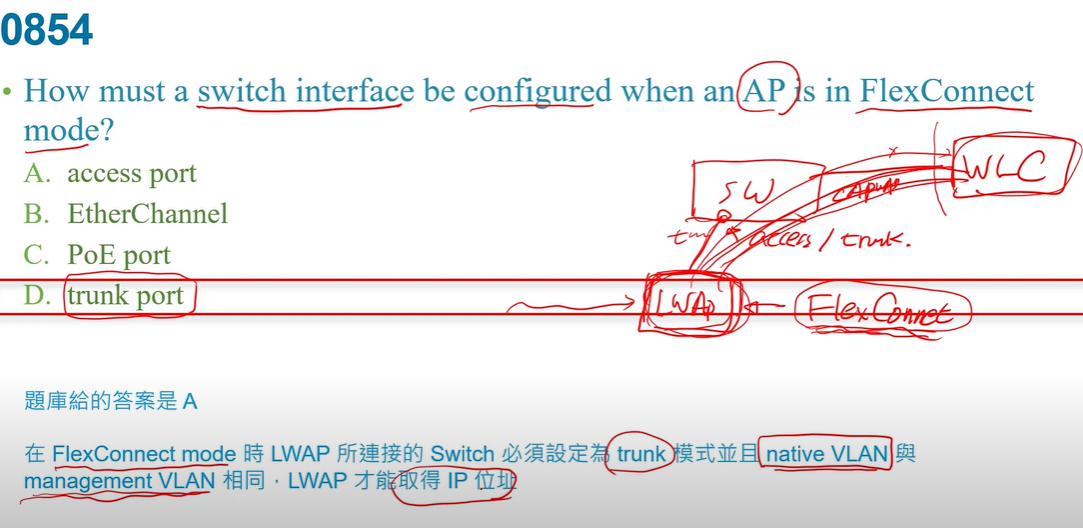 0854
• How must a switch interface be configured when an AP is in FlexConnect
mode?
A. access port
B. EtherChannel
C. PoE port
D. trunk port
SW
WLC
CAPWAP
access / trunk.
LWAP
FlexConnet
題庫給的答案是 A
在 FlexConnect mode 時 LWAP 所連接的 Switch 必須設定為 trunk 模式並且 native VLAN 與
management VLAN 相同，LWAP 才能取得 IP 位址